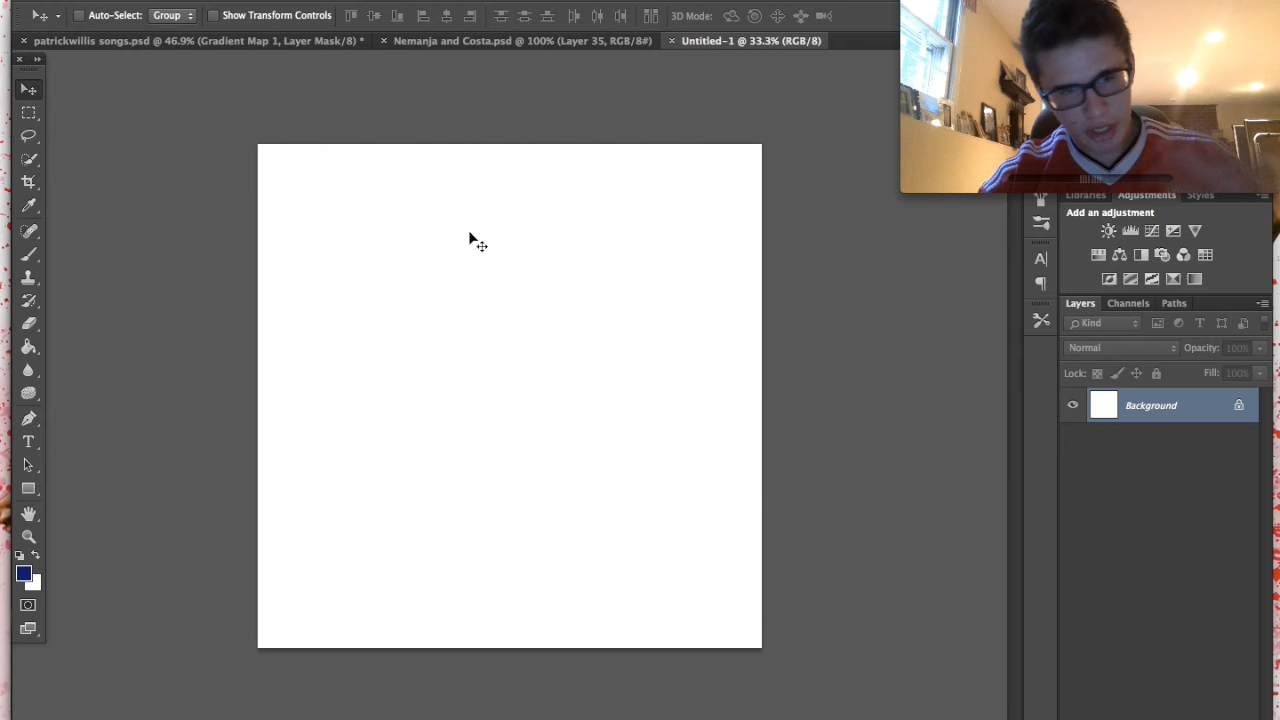 Auto-Select: Group Show Transform Controls 3D Mode:
patrickwillis songs.psd @ 46.9% (Gradient Map 1, Layer Mask/8) * Nemanja and Costa.psd @ 100% (Layer 35, RGB/8#) Untitled-1 @ 33.3% (RGB/8)
Libraries Adjustments Styles
Add an adjustment
Layers Channels Paths
Kind T
Normal Opacity: 100%
Lock: Fill: 100%
Background
A
T